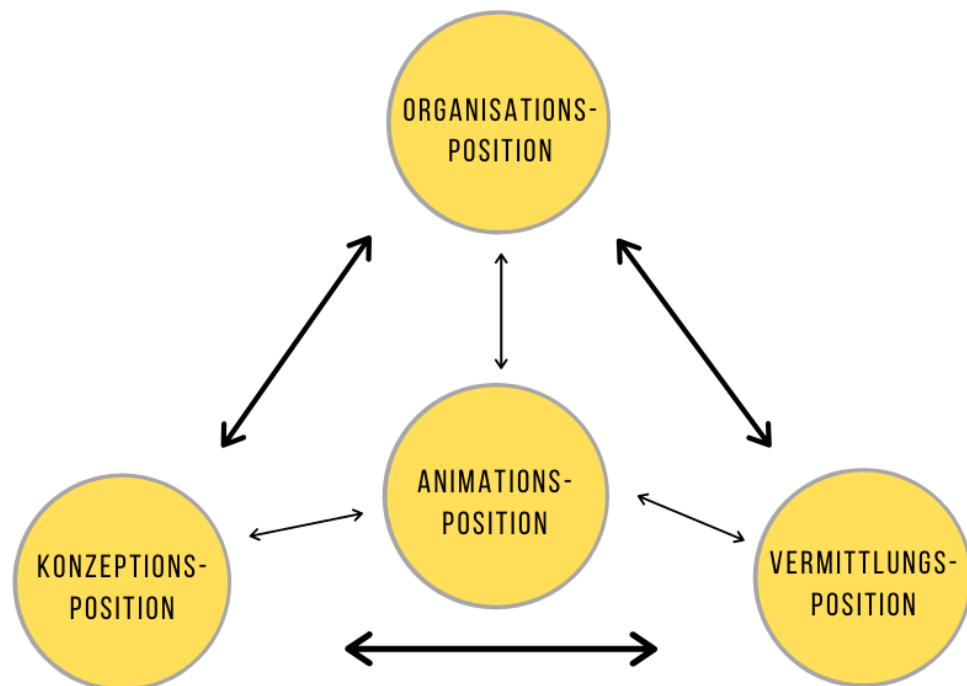 ORGANISATIONS-
POSITION
ANIMATIONS-
POSITION
KONZEPTIONS-
POSITION
VERMITTLUNGS-
POSITION